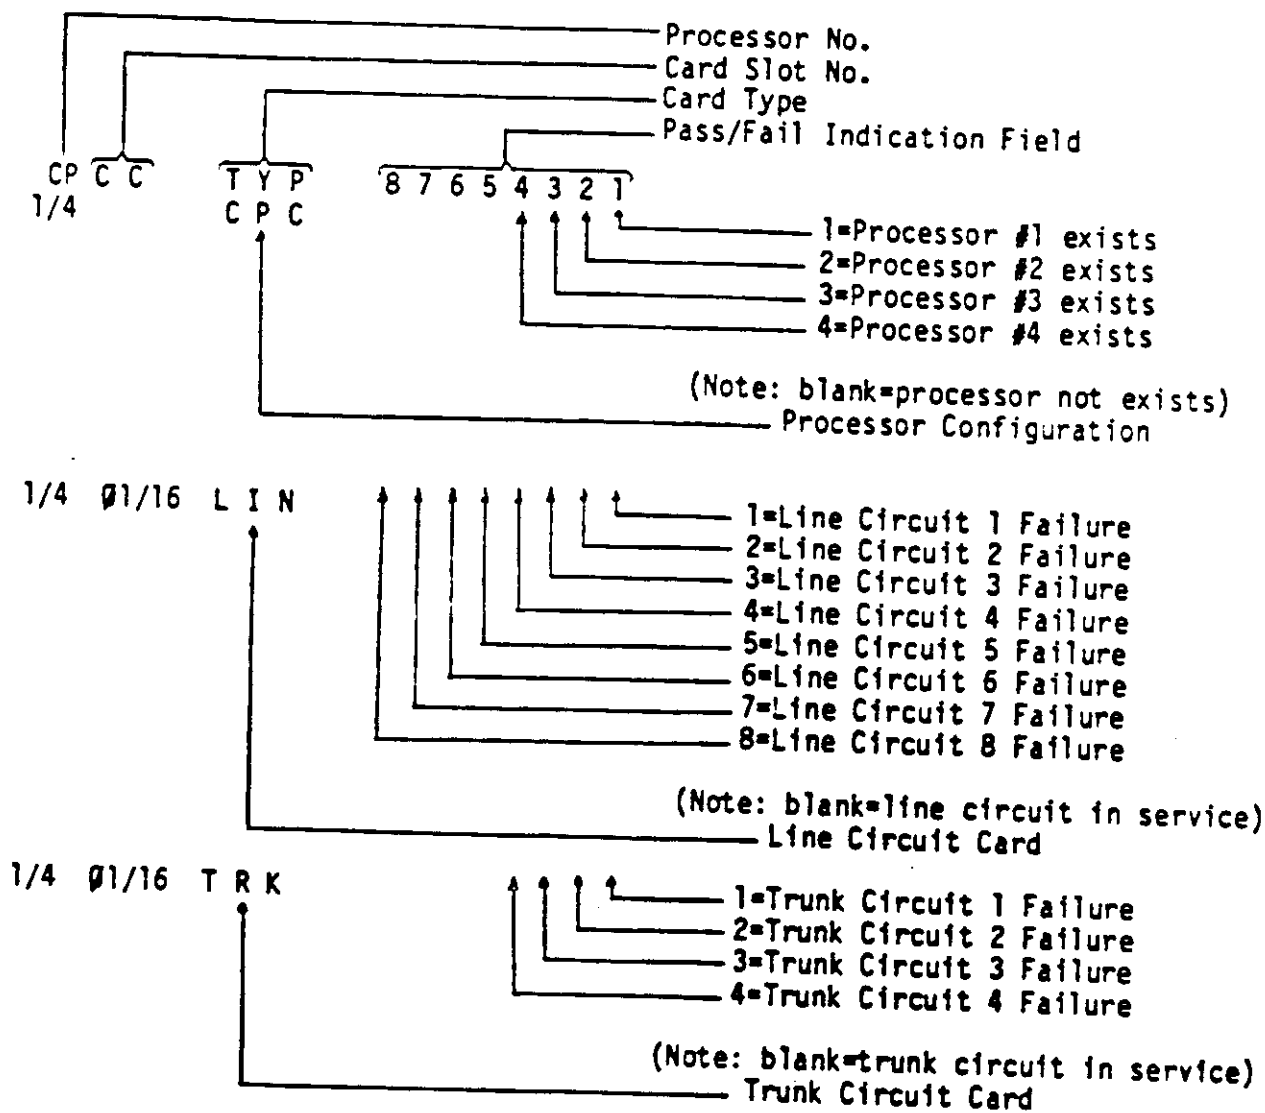 Processor No.
Card Slot No.
Card Type
Pass/Fail Indication Field
CP C C T Y P 8 7 6 5 4 3 2 1
1/4 C P C
1=Processor #1 exists
2=Processor #2 exists
3=Processor #3 exists
4=Processor #4 exists
(Note: blank=processor not exists)
Processor Configuration
1/4 Ø1/16 L I N
1=Line Circuit 1 Failure
2=Line Circuit 2 Failure
3=Line Circuit 3 Failure
4=Line Circuit 4 Failure
5=Line Circuit 5 Failure
6=Line Circuit 6 Failure
7=Line Circuit 7 Failure
8=Line Circuit 8 Failure
(Note: blank=line circuit in service)
Line Circuit Card
1/4 Ø1/16 T R K
1=Trunk Circuit 1 Failure
2=Trunk Circuit 2 Failure
3=Trunk Circuit 3 Failure
4=Trunk Circuit 4 Failure
(Note: blank=trunk circuit in service)
Trunk Circuit Card